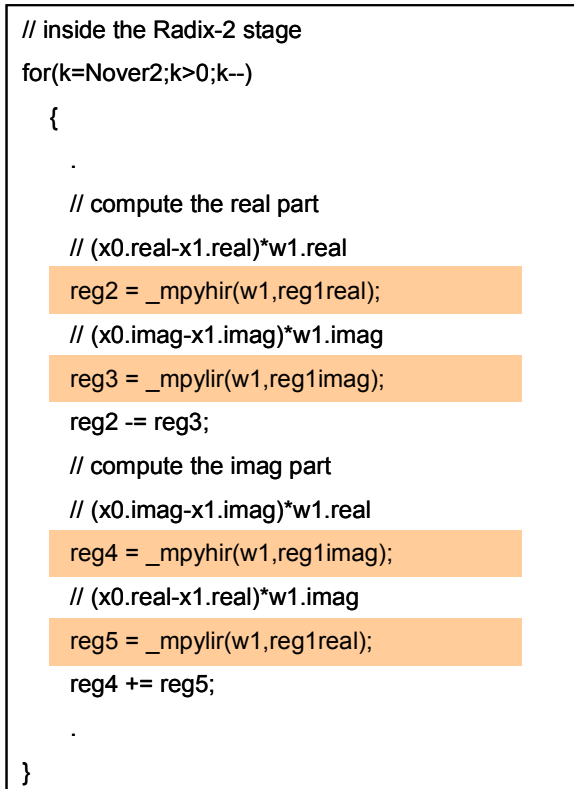 // inside the Radix-2 stage
for(k=Nover2;k>0;k--)
{
.
// compute the real part
// (x0.real-x1.real)*w1.real
reg2 = _mpyhir(w1,reg1real);
// (x0.imag-x1.imag)*w1.imag
reg3 = _mpylir(w1,reg1imag);
reg2 -= reg3;
// compute the imag part
// (x0.imag-x1.imag)*w1.real
reg4 = _mpyhir(w1,reg1imag);
// (x0.real-x1.real)*w1.imag
reg5 = _mpylir(w1,reg1real);
reg4 += reg5;
.
}